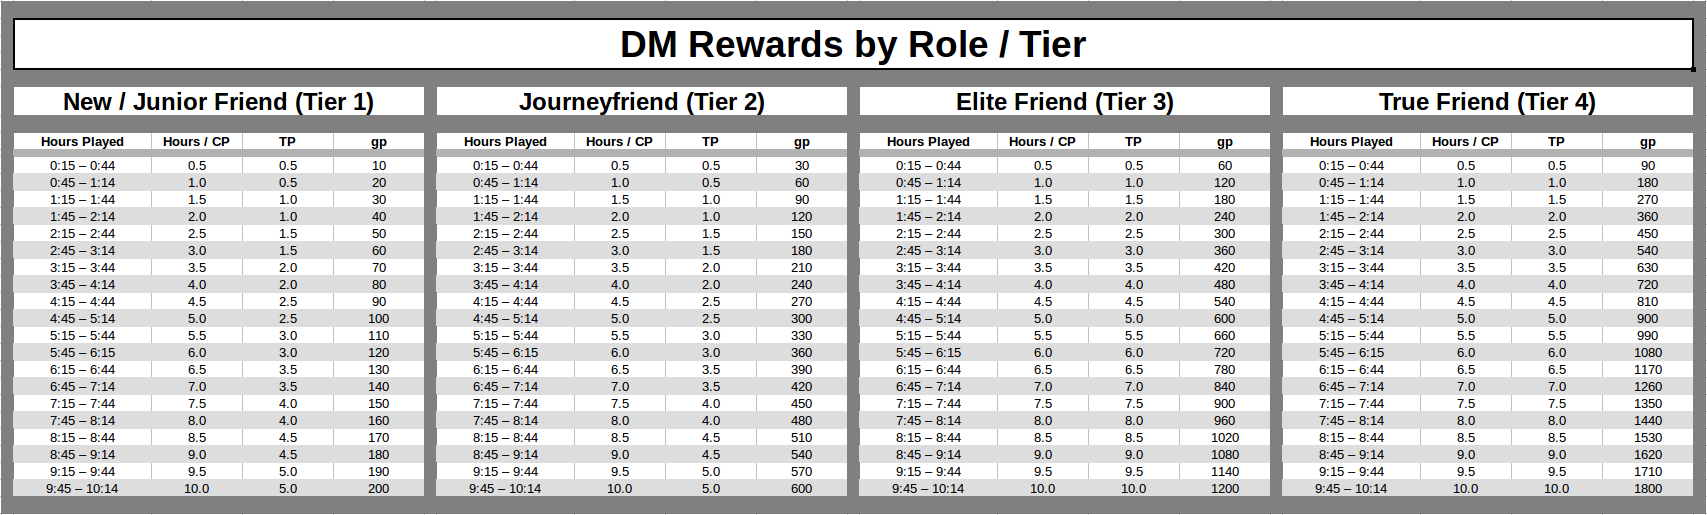 DM Rewards by Role / Tier
New / Junior Friend (Tier 1) Journeyfriend (Tier 2) Elite Friend (Tier 3) True Friend (Tier 4)
Hours Played Hours / CP TP gp Hours Played Hours / CP TP gp Hours Played Hours / CP TP gp Hours Played Hours / CP TP gp
0:15 – 0:44 0.5 0.5 10 0:15 – 0:44 0.5 0.5 30 0:15 – 0:44 0.5 0.5 60 0:15 – 0:44 0.5 0.5 90
0:45 – 1:14 1.0 0.5 20 0:45 – 1:14 1.0 0.5 60 0:45 – 1:14 1.0 1.0 120 0:45 – 1:14 1.0 1.0 180
1:15 – 1:44 1.5 1.0 30 1:15 – 1:44 1.5 1.0 90 1:15 – 1:44 1.5 1.5 180 1:15 – 1:44 1.5 1.5 270
1:45 – 2:14 2.0 1.0 40 1:45 – 2:14 2.0 1.0 120 1:45 – 2:14 2.0 2.0 240 1:45 – 2:14 2.0 2.0 360
2:15 – 2:44 2.5 1.5 50 2:15 – 2:44 2.5 1.5 150 2:15 – 2:44 2.5 2.5 300 2:15 – 2:44 2.5 2.5 450
2:45 – 3:14 3.0 1.5 60 2:45 – 3:14 3.0 1.5 180 2:45 – 3:14 3.0 3.0 360 2:45 – 3:14 3.0 3.0 540
3:15 – 3:44 3.5 2.0 70 3:15 – 3:44 3.5 2.0 210 3:15 – 3:44 3.5 3.5 420 3:15 – 3:44 3.5 3.5 630
3:45 – 4:14 4.0 2.0 80 3:45 – 4:14 4.0 2.0 240 3:45 – 4:14 4.0 4.0 480 3:45 – 4:14 4.0 4.0 720
4:15 – 4:44 4.5 2.5 90 4:15 – 4:44 4.5 2.5 270 4:15 – 4:44 4.5 4.5 540 4:15 – 4:44 4.5 4.5 810
4:45 – 5:14 5.0 2.5 100 4:45 – 5:14 5.0 2.5 300 4:45 – 5:14 5.0 5.0 600 4:45 – 5:14 5.0 5.0 900
5:15 – 5:44 5.5 3.0 110 5:15 – 5:44 5.5 3.0 330 5:15 – 5:44 5.5 5.5 660 5:15 – 5:44 5.5 5.5 990
5:45 – 6:15 6.0 3.0 120 5:45 – 6:15 6.0 3.0 360 5:45 – 6:15 6.0 6.0 720 5:45 – 6:15 6.0 6.0 1080
6:15 – 6:44 6.5 3.5 130 6:15 – 6:44 6.5 3.5 390 6:15 – 6:44 6.5 6.5 780 6:15 – 6:44 6.5 6.5 1170
6:45 – 7:14 7.0 3.5 140 6:45 – 7:14 7.0 3.5 420 6:45 – 7:14 7.0 7.0 840 6:45 – 7:14 7.0 7.0 1260
7:15 – 7:44 7.5 4.0 150 7:15 – 7:44 7.5 4.0 450 7:15 – 7:44 7.5 7.5 900 7:15 – 7:44 7.5 7.5 1350
7:45 – 8:14 8.0 4.0 160 7:45 – 8:14 8.0 4.0 480 7:45 – 8:14 8.0 8.0 960 7:45 – 8:14 8.0 8.0 1440
8:15 – 8:44 8.5 4.5 170 8:15 – 8:44 8.5 4.5 510 8:15 – 8:44 8.5 8.5 1020 8:15 – 8:44 8.5 8.5 1530
8:45 – 9:14 9.0 4.5 180 8:45 – 9:14 9.0 4.5 540 8:45 – 9:14 9.0 9.0 1080 8:45 – 9:14 9.0 9.0 1620
9:15 – 9:44 9.5 5.0 190 9:15 – 9:44 9.5 5.0 570 9:15 – 9:44 9.5 9.5 1140 9:15 – 9:44 9.5 9.5 1710
9:45 – 10:14 10.0 5.0 200 9:45 – 10:14 10.0 5.0 600 9:45 – 10:14 10.0 10.0 1200 9:45 – 10:14 10.0 10.0 1800